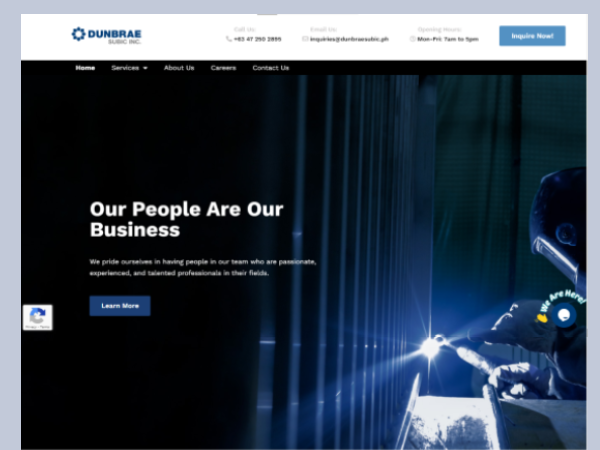 DUNBRAE
SUBIC INC.
Call Us:
+63 47 250 2895
Email Us:
inquiries@dunbraesubic.ph
Opening Hours:
Mon-Fri: 7am to 5pm
Inquire Now!
Home
Services
About Us
Careers
Contact Us
Our People Are Our
Business
We pride ourselves in having people in our team who are passionate,
experienced, and talented professionals in their fields.
Learn More
We Are Here!
Privacy - Terms